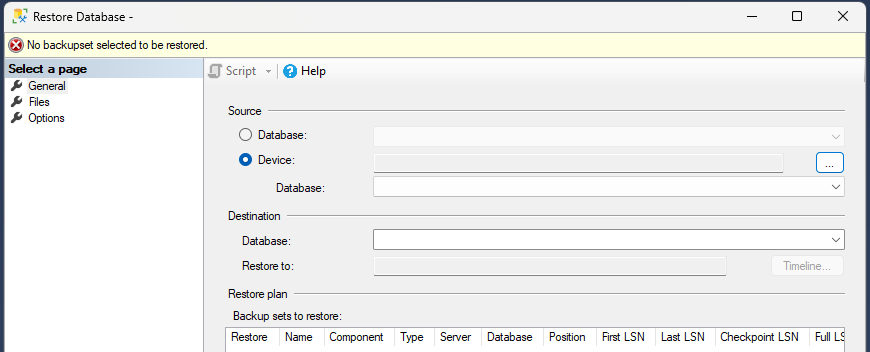 Restore Database -
No backupset selected to be restored.
Select a page
General
Files
Options
Script
Help
Source
Database:
Device:
...
Database:
Destination
Database:
Restore to:
Timeline...
Restore plan
Backup sets to restore:
Restore Name Component Type Server Database Position First LSN Last LSN Checkpoint LSN Full LS